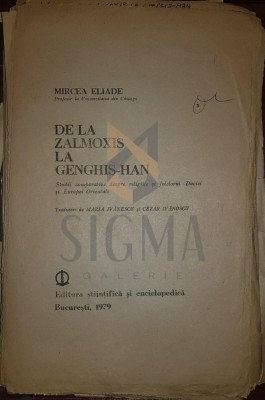 MIRCEA ELIADE
Profesor la Universitatea din Chicago
DE LA
ZALMOXIS
LA
GENGHIS-HAN
Studii comparative despre religiile și folclorul Daciei
și Europei Orientale
Traducere de MARIA IVĂNESCU și CEZAR IVĂNESCU
SIGMA
GALERIE
Editura științifică și enciclopedică
București, 1979